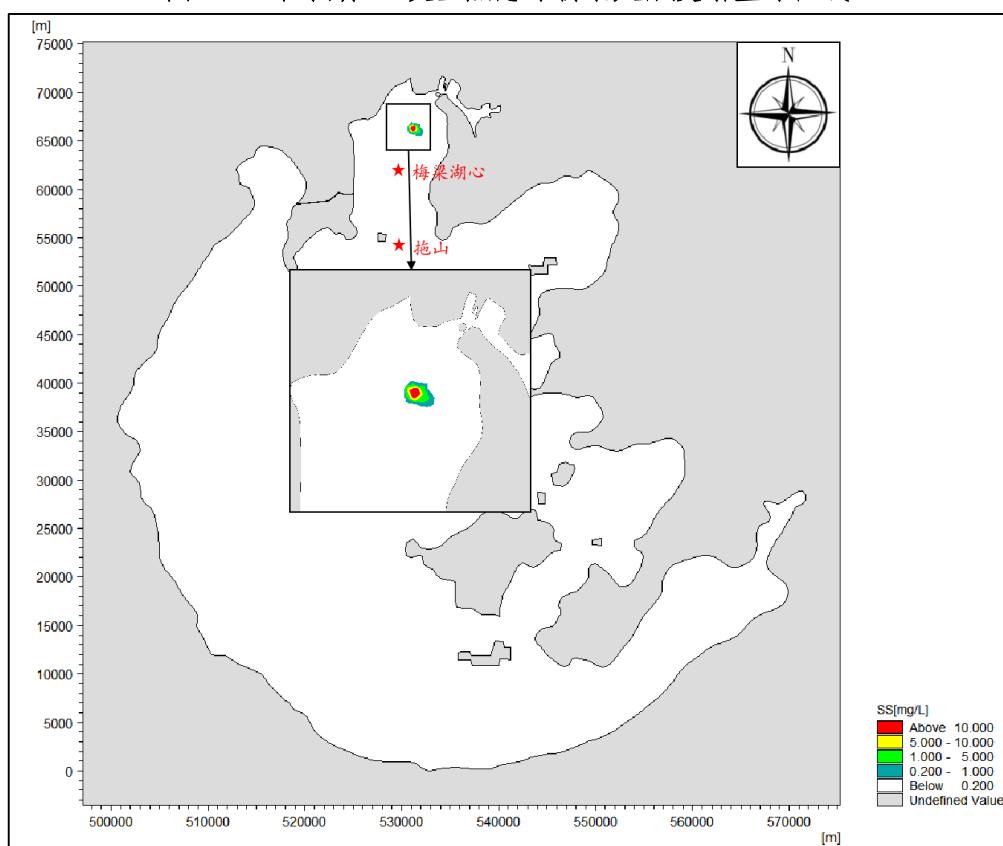 [m]
75000
70000
65000
60000
55000
50000
45000
40000
35000
30000
25000
20000
15000
10000
5000
0
N
梅梁湖心
拖山
500000 510000 520000 530000 540000 550000 560000 570000
[m]
SS[mg/L]
Above 10.000
5.000 - 10.000
1.000 - 5.000
0.200 - 1.000
Below 0.200
Undefined Value